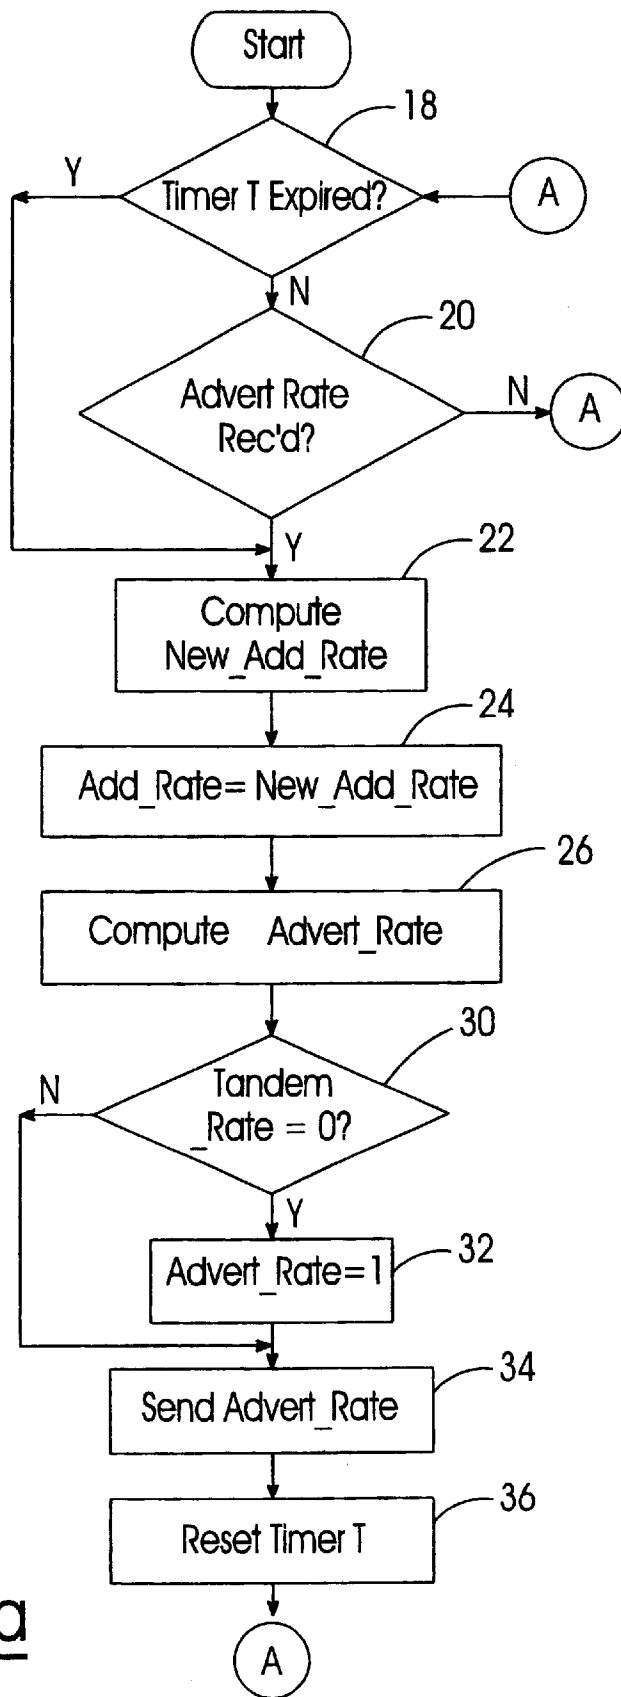 Start
18
Y
Timer T Expired?
A
N
20
Advert Rate
Rec'd?
N
A
Y
22
Compute
New_Add_Rate
24
Add_Rate= New_Add_Rate
26
Compute Advert_Rate
30
N
Tandem
_Rate = 0?
Y
32
Advert_Rate=1
34
Send Advert_Rate
36
Reset Timer T
a
A